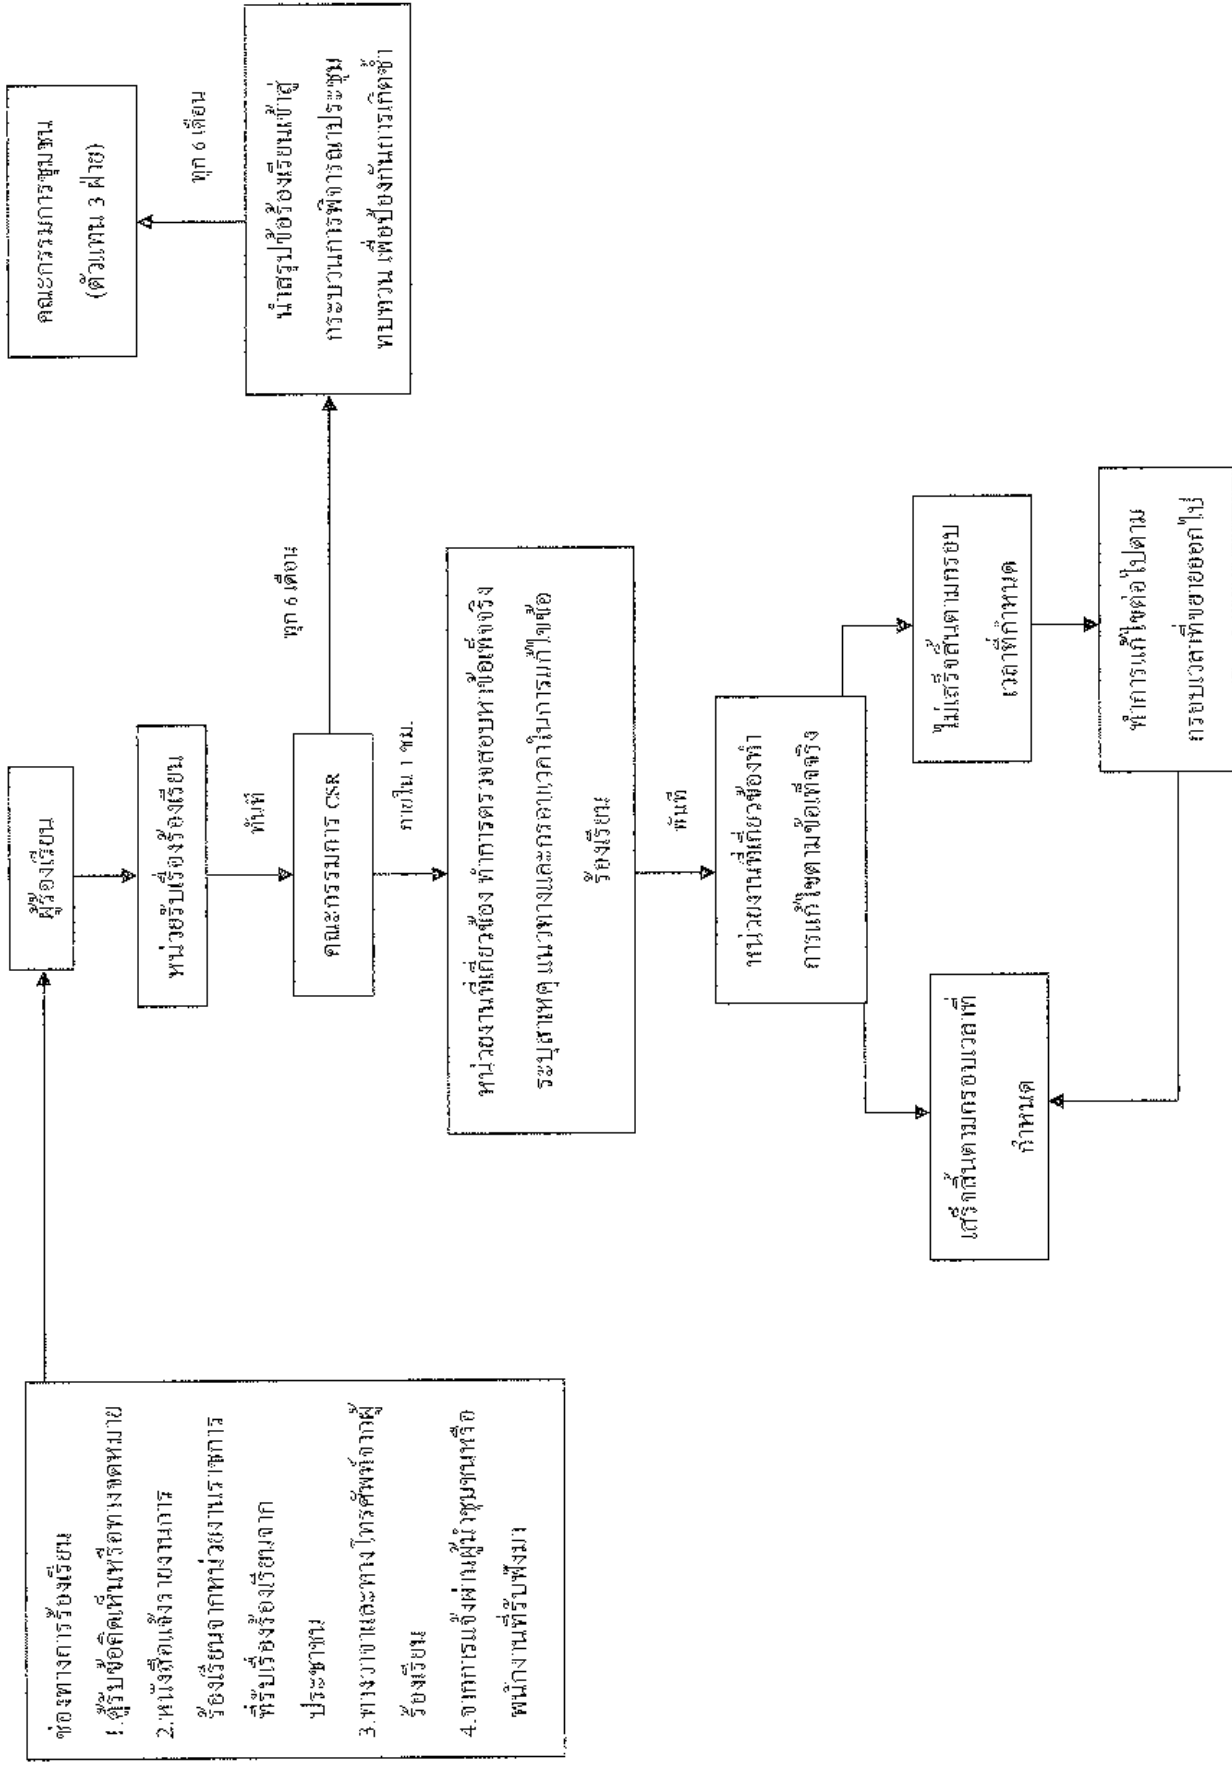 ช่องทางการร้องเรียน
1.ตู้รับข้อคิดเห็นหรือทางจดหมาย
2.หนังสือแจ้งรายงานการ
ร้องเรียนจากหน่วยงานราชการ
ที่รับเรื่องร้องเรียนจาก
ประชาชน
3.ทางวาจาและทางโทรศัพท์จากผู้
ร้องเรียน
4.จากการแจ้งผ่านผู้นำชุมชนหรือ
พนักงานที่รับฟังมา
ผู้ร้องเรียน
หน่วยรับเรื่องร้องเรียน
ทันที
คณะกรรมการ CSR
ทุก 6 เดือน
นำสรุปข้อร้องเรียนเข้าสู่
กระบวนการพิจารณาประชุม
ทบทวน เพื่อป้องกันการเกิดซ้ำ
ทุก 6 เดือน
คณะกรรมการชุมชน
(ตัวแทน 3 ฝ่าย)
ภายใน 1 ชม.
หน่วยงานที่เกี่ยวข้อง ทำการตรวจสอบหาข้อเท็จจริง
ระบุสาเหตุ แนวทางและกรอบเวลาในการแก้ไขข้อ
ร้องเรียน
ทันที
หน่วยงานที่เกี่ยวข้องทำ
การแก้ไขตามข้อเท็จจริง
เสร็จสิ้นตามกรอบเวลาที่
กำหนด
ไม่เสร็จสิ้นตามกรอบ
เวลาที่กำหนด
ทำการแก้ไขต่อไปตาม
กรอบเวลาที่ขยายออกไป